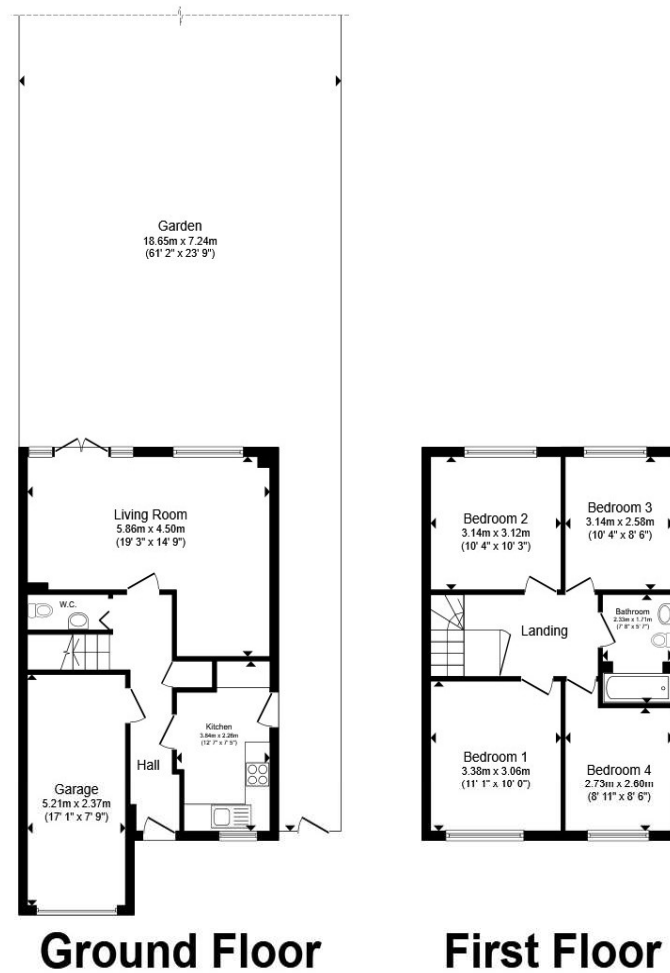 Garden
18.65m x 7.24m
(61' 2" x 23' 9")
Living Room
5.86m x 4.50m
(19' 3" x 14' 9")
W.C.
Kitchen
3.84m x 2.26m
(12' 7" x 7' 5")
Hall
Garage
5.21m x 2.37m
(17' 1" x 7' 9")
Ground Floor
Bedroom 2
3.14m x 3.12m
(10' 4" x 10' 3")
Bedroom 3
3.14m x 2.58m
(10' 4" x 8' 6")
Landing
Bathroom
2.33m x 1.71m
(7' 8" x 5' 7")
Bedroom 1
3.38m x 3.06m
(11' 1" x 10' 0")
Bedroom 4
2.73m x 2.60m
(8' 11" x 8' 6")
First Floor